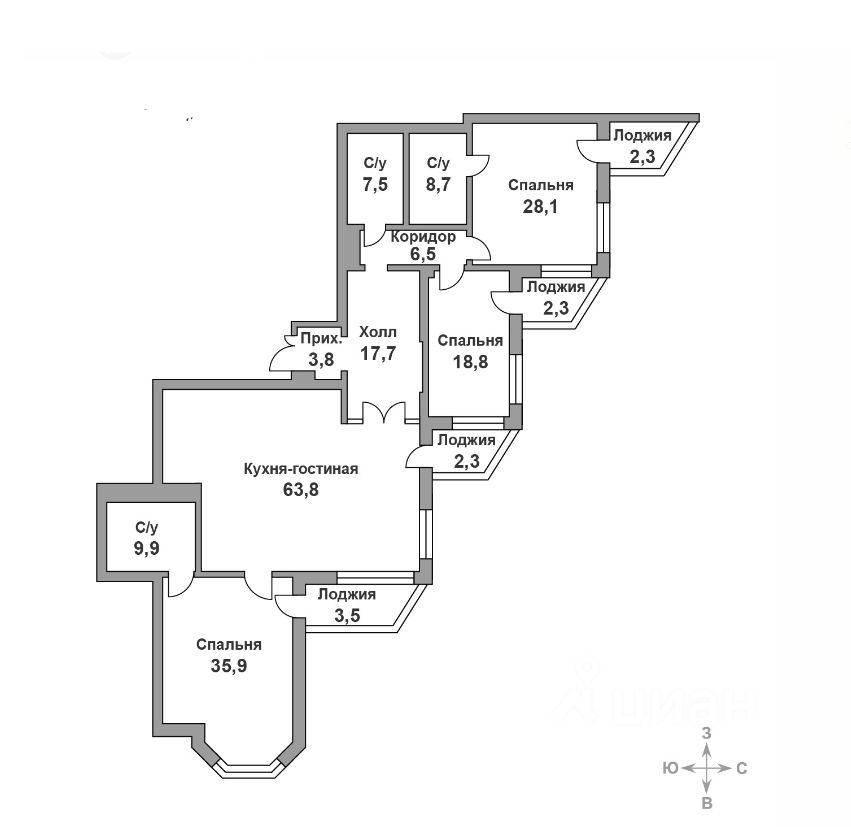 Лоджия
2,3
С/у
7,5
С/у
8,7
Спальня
28,1
Коридор
6,5
Лоджия
2,3
Прих.
3,8
Холл
17,7
Спальня
18,8
Лоджия
2,3
Кухня-гостиная
63,8
С/у
9,9
Лоджия
3,5
Спальня
35,9
циан
З
Ю
С
В